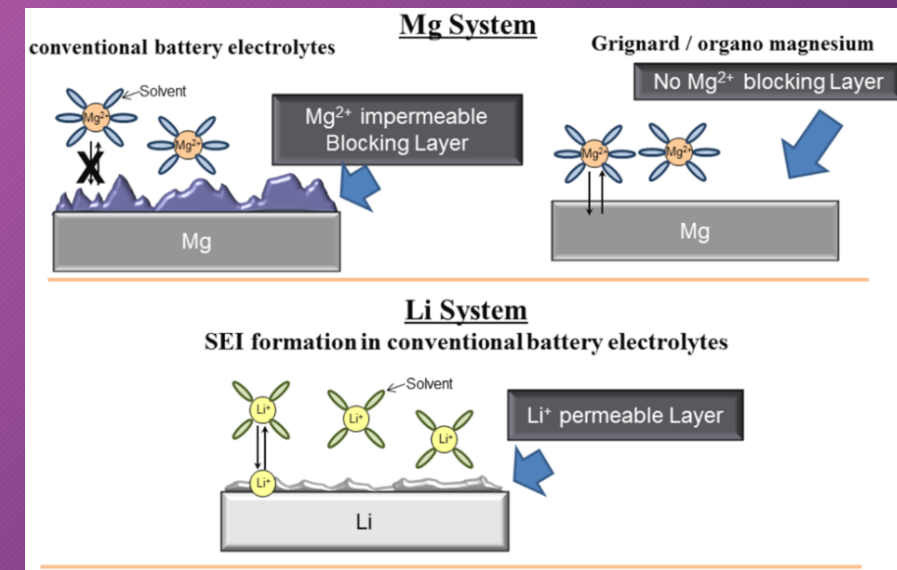 Mg System
conventional battery electrolytes
Grignard / organo magnesium
Solvent
Mg²⁺
Mg²⁺
Mg²⁺ impermeable
Blocking Layer
No Mg²⁺ blocking Layer
Mg²⁺
Mg²⁺
X
Mg
Mg
Li System
SEI formation in conventional battery electrolytes
Solvent
Li⁺
Li⁺
Li⁺
Li⁺ permeable Layer
Li⁺
Li